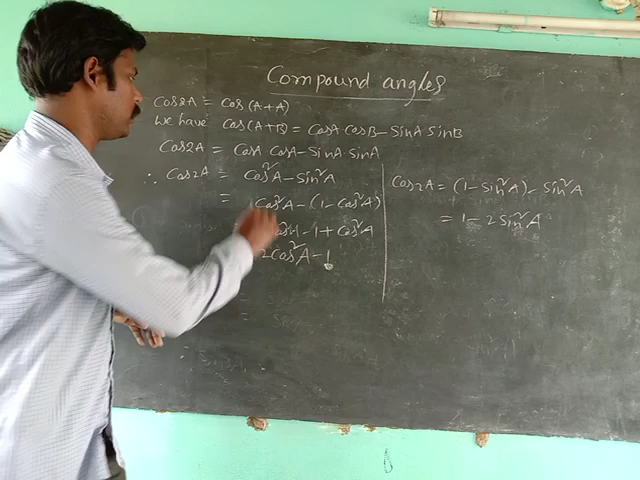 Compound angles
Cos2A = Cos (A+A)
We have Cos(A+B) = CosA CosB - SinA SinB
Cos2A = CosA CosA - SinA·SinA
∴ Cos2A = Cos²A - Sin²A
= Cos²A - (1 - Cos²A)
- 1 + Cos²A
2Cos²A - 1
Cos2A = (1 - Sin²A) - Sin²A
= 1 - 2Sin²A